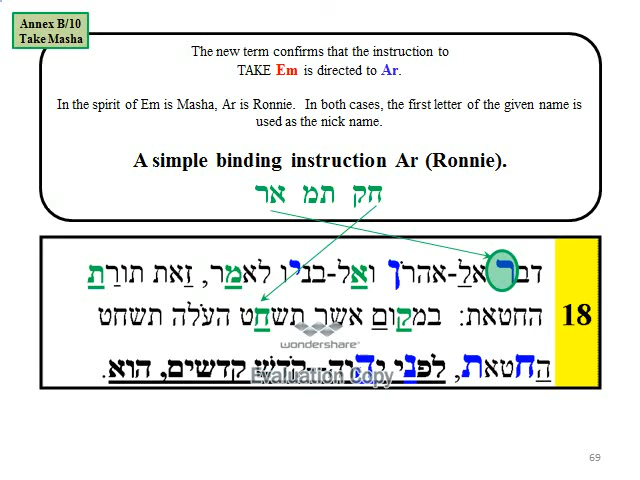 Annex B/10
Take Masha
The new term confirms that the instruction to
TAKE Em is directed to Ar.
In the spirit of Em is Masha, Ar is Ronnie. In both cases, the first letter of the given name is
used as the nick name.
A simple binding instruction Ar (Ronnie).
חק תמ אר
דבר אל-אהרן ואל-בניו לאמר, זאת תורת
החטאת: במקום אשר תשחט העלה תשחט
18
החטאת, לפני יהוה--קדש קדשים, הוא.
wondershare
Evaluation Copy
69